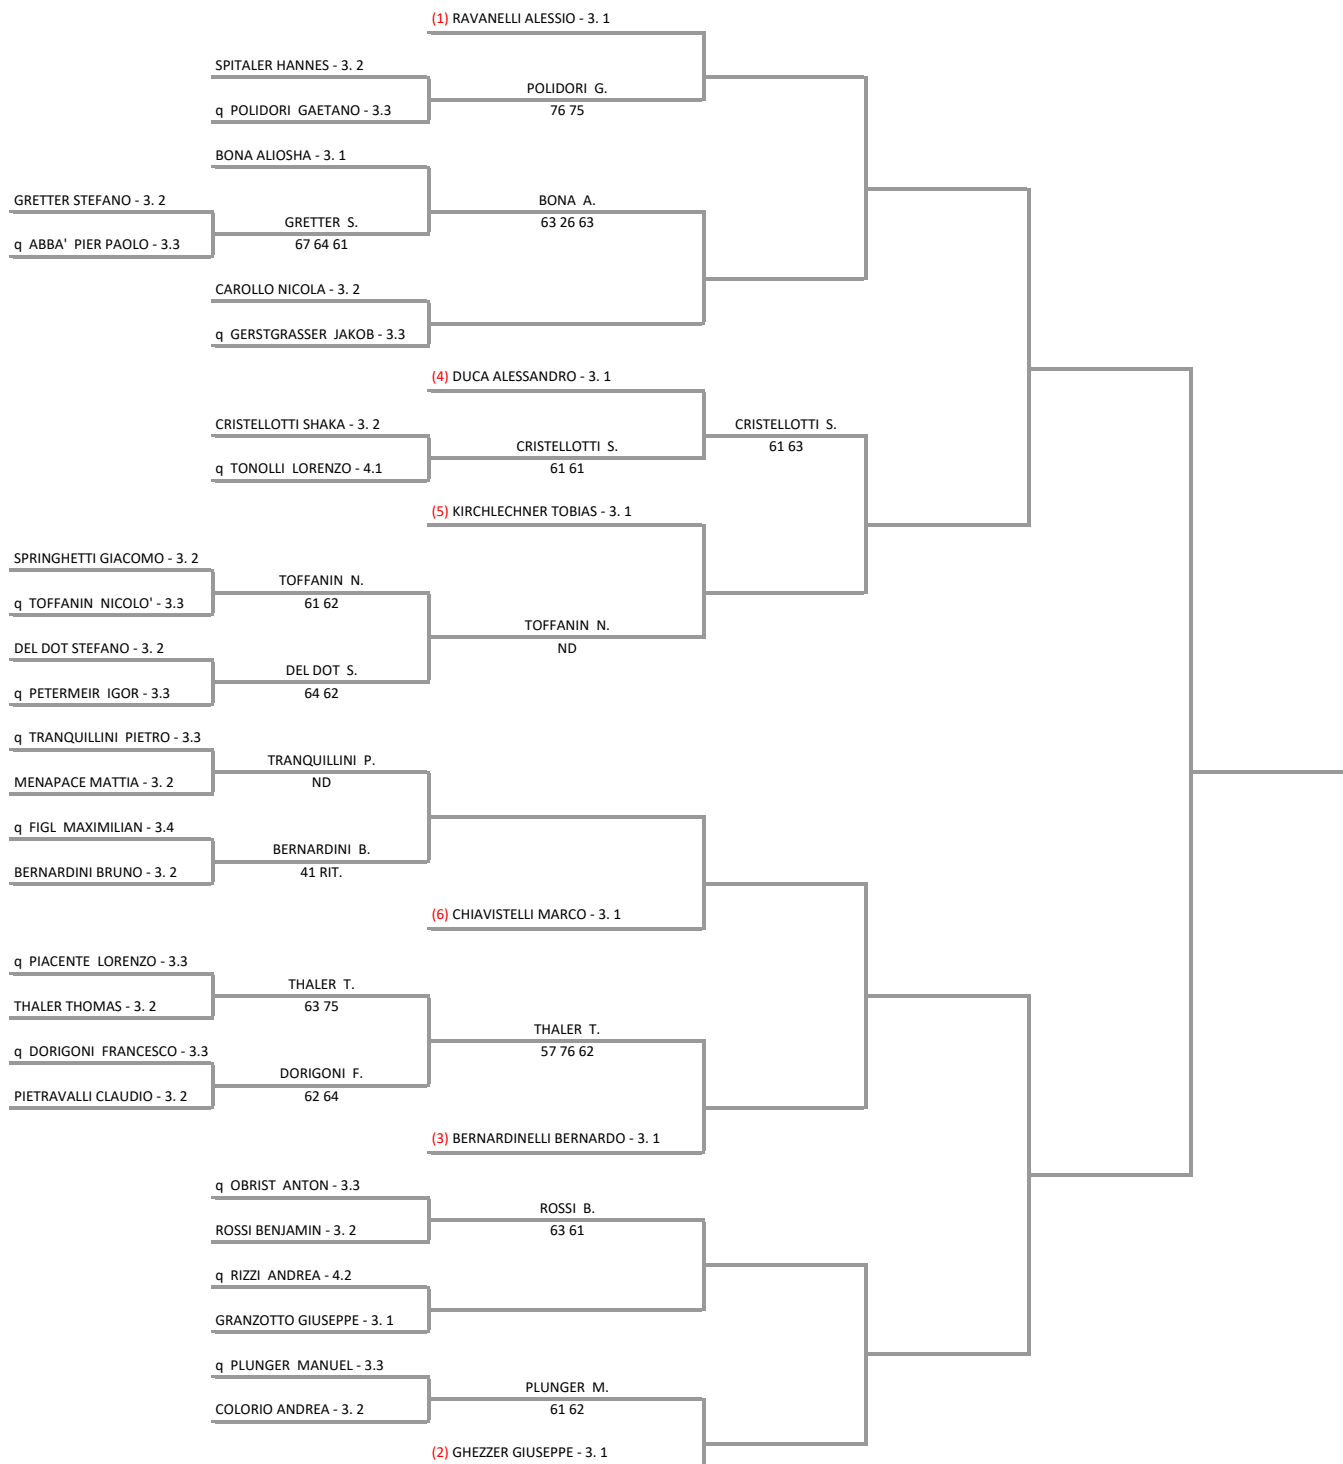 (1) RAVANELLI ALESSIO - 3. 1
SPITALER HANNES - 3. 2
POLIDORI G.
q POLIDORI GAETANO - 3.3
76 75
BONA ALIOSHA - 3. 1
GRETTER STEFANO - 3. 2
BONA A.
GRETTER S.
63 26 63
q ABBA' PIER PAOLO - 3.3
67 64 61
CAROLLO NICOLA - 3. 2
q GERSTGRASSER JAKOB - 3.3
(4) DUCA ALESSANDRO - 3. 1
CRISTELLOTTI SHAKA - 3. 2
CRISTELLOTTI S.
CRISTELLOTTI S.
61 63
q TONOLLI LORENZO - 4.1
61 61
(5) KIRCHLECHNER TOBIAS - 3. 1
SPRINGHETTI GIACOMO - 3. 2
TOFFANIN N.
q TOFFANIN NICOLO' - 3.3
61 62
TOFFANIN N.
DEL DOT STEFANO - 3. 2
ND
DEL DOT S.
q PETERMEIR IGOR - 3.3
64 62
q TRANQUILLINI PIETRO - 3.3
TRANQUILLINI P.
MENAPACE MATTIA - 3. 2
ND
q FIGL MAXIMILIAN - 3.4
BERNARDINI B.
BERNARDINI BRUNO - 3. 2
41 RIT.
(6) CHIAVISTELLI MARCO - 3. 1
q PIACENTE LORENZO - 3.3
THALER T.
THALER THOMAS - 3. 2
63 75
THALER T.
q DORIGONI FRANCESCO - 3.3
57 76 62
DORIGONI F.
PIETRAVALLI CLAUDIO - 3. 2
62 64
(3) BERNARDINELLI BERNARDO - 3. 1
q OBRIST ANTON - 3.3
ROSSI B.
ROSSI BENJAMIN - 3. 2
63 61
q RIZZI ANDREA - 4.2
GRANZOTTO GIUSEPPE - 3. 1
q PLUNGER MANUEL - 3.3
PLUNGER M.
COLORIO ANDREA - 3. 2
61 62
(2) GHEZZER GIUSEPPE - 3. 1